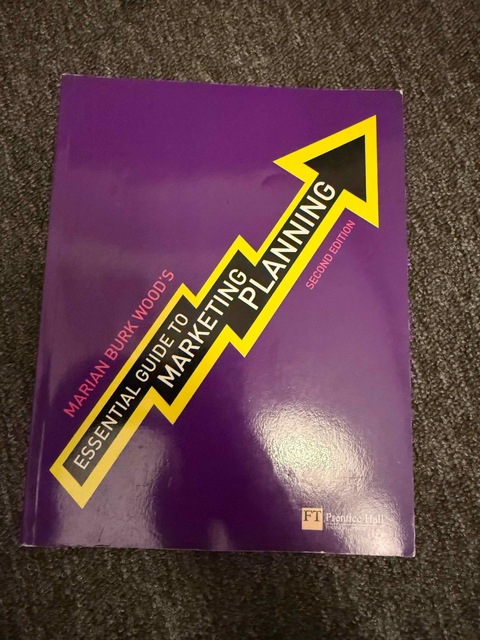 MARIAN BURK WOOD'S
ESSENTIAL GUIDE TO
MARKETING
PLANNING
SECOND EDITION
FT Prentice Hall